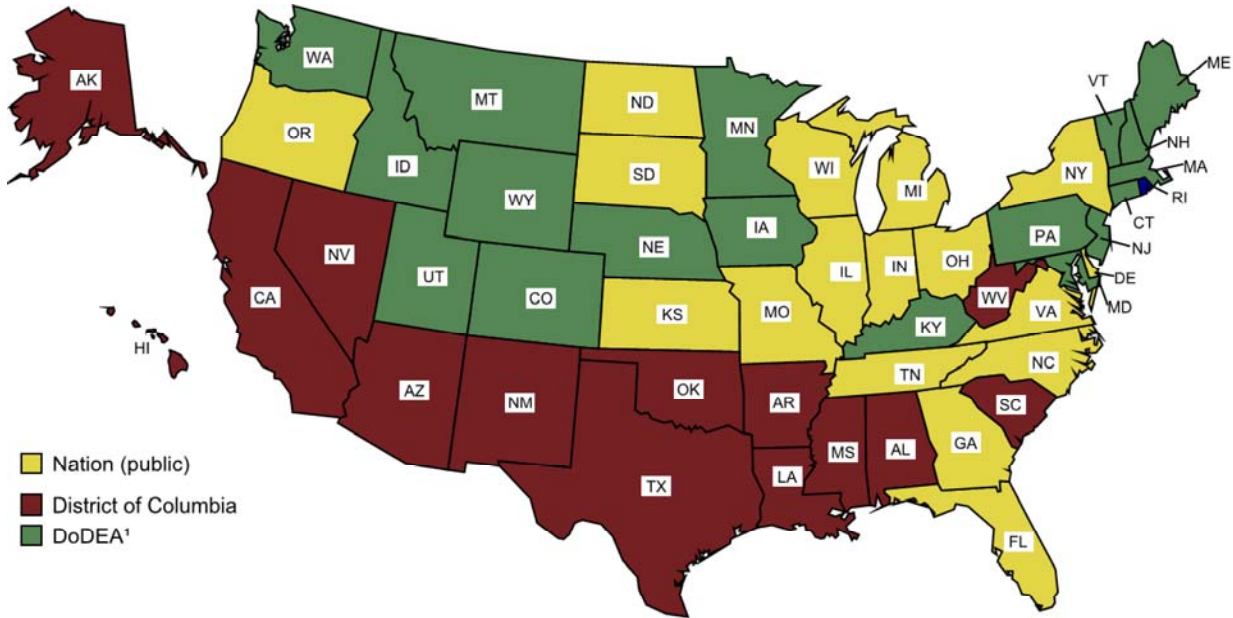 ME
VT
WA
AK
MT
ND
MN
OR
NH
ID
WI
MA
SD
NY
MI
RI
WY
CT
IA
PA
NE
NJ
NV
OH
UT
IL
IN
DE
CO
CA
WV
MD
KS
MO
VA
KY
HI
NC
TN
OK
AZ
NM
AR
SC
GA
MS
AL
Nation (public)
LA
TX
District of Columbia
DoDEA¹
FL